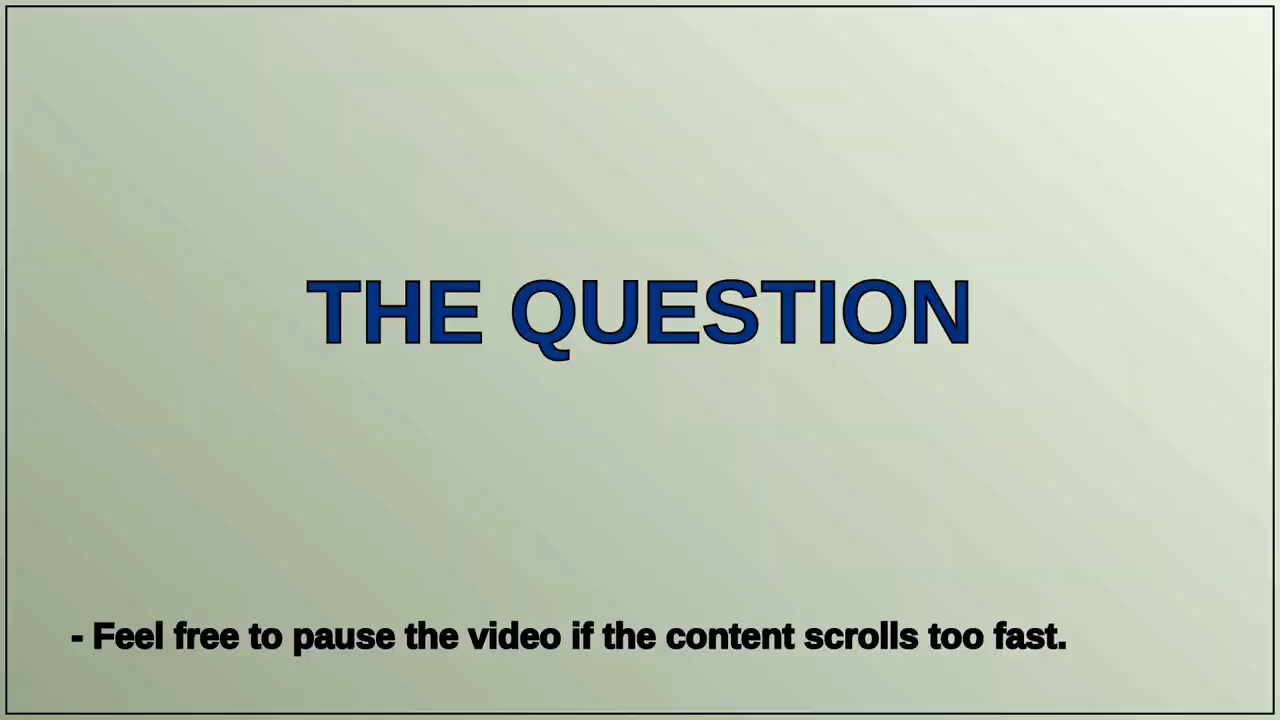 THE QUESTION
- Feel free to pause the video if the content scrolls too fast.